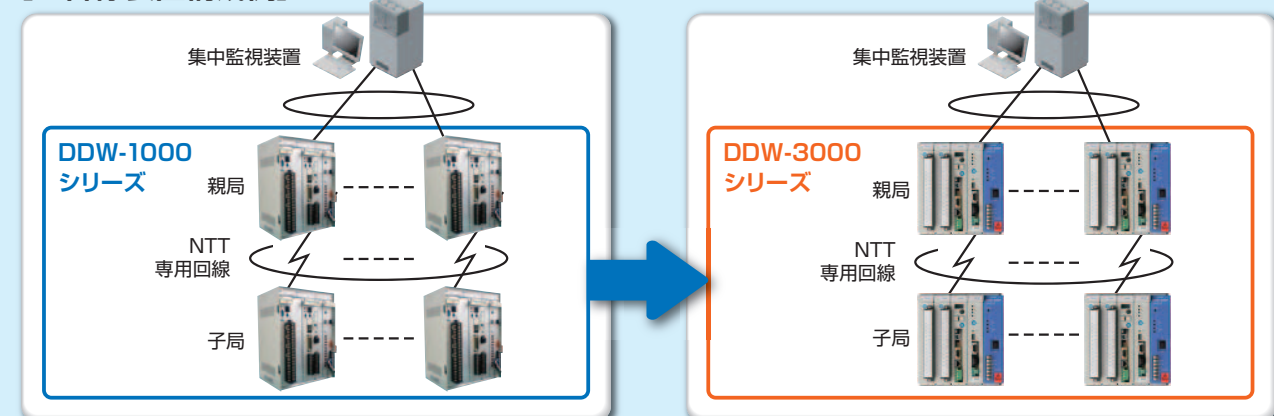 集中監視装置
DDW-1000
シリーズ
親局
NTT
専用回線
子局
集中監視装置
DDW-3000
シリーズ
親局
NTT
専用回線
子局